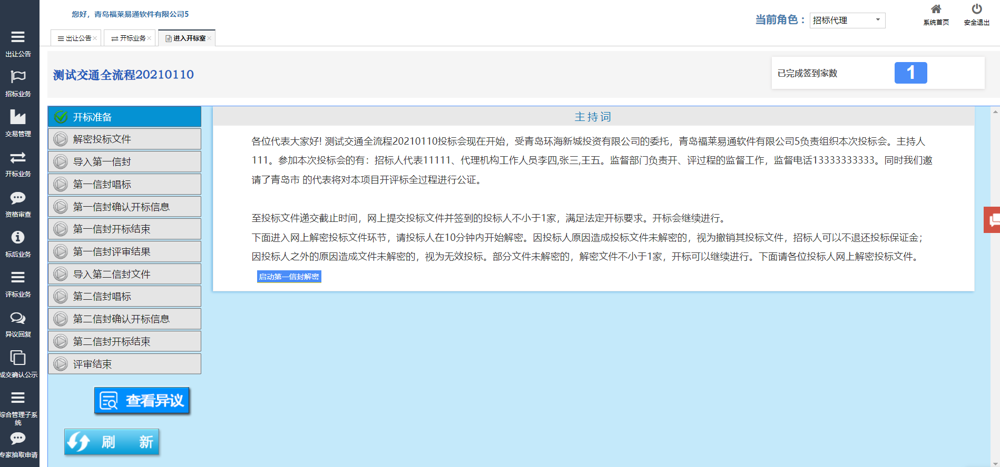 您好，青岛福莱易通软件有限公司5
当前角色：
招标代理
系统首页
安全退出
出让公告
开标业务
进入开标室
出让公告
招标业务
交易管理
开标业务
资格审查
标后业务
评标业务
异议回复
成交确认公示
综合管理子系
统
专家抽取申请
测试交通全流程20210110
已完成签到家数
1
开标准备
解密投标文件
导入第一信封
第一信封唱标
第一信封确认开标信息
第一信封开标结束
第一信封评审结果
导入第二信封文件
第二信封唱标
第二信封确认开标信息
第二信封开标结束
评审结束
查看异议
刷 新
主持词
各位代表大家好! 测试交通全流程20210110投标会现在开始，受青岛环海新城投资有限公司的委托，青岛福莱易通软件有限公司5负责组织本次投标会。主持人
111。参加本次投标会的有：招标人代表11111、代理机构工作人员李四,张三,王五。监督部门负责开、评过程的监督工作，监督电话13333333333。同时我们邀
请了青岛市 的代表将对本项目开评标全过程进行公证。
至投标文件递交截止时间，网上提交投标文件并签到的投标人不小于1家，满足法定开标要求。开标会继续进行。
下面进入网上解密投标文件环节，请投标人在10分钟内开始解密。因投标人原因造成投标文件未解密的，视为撤销其投标文件，招标人可以不退还投标保证金；
因投标人之外的原因造成文件未解密的，视为无效投标。部分文件未解密的，解密文件不小于1家，开标可以继续进行。下面请各位投标人网上解密投标文件。
启动第一信封解密